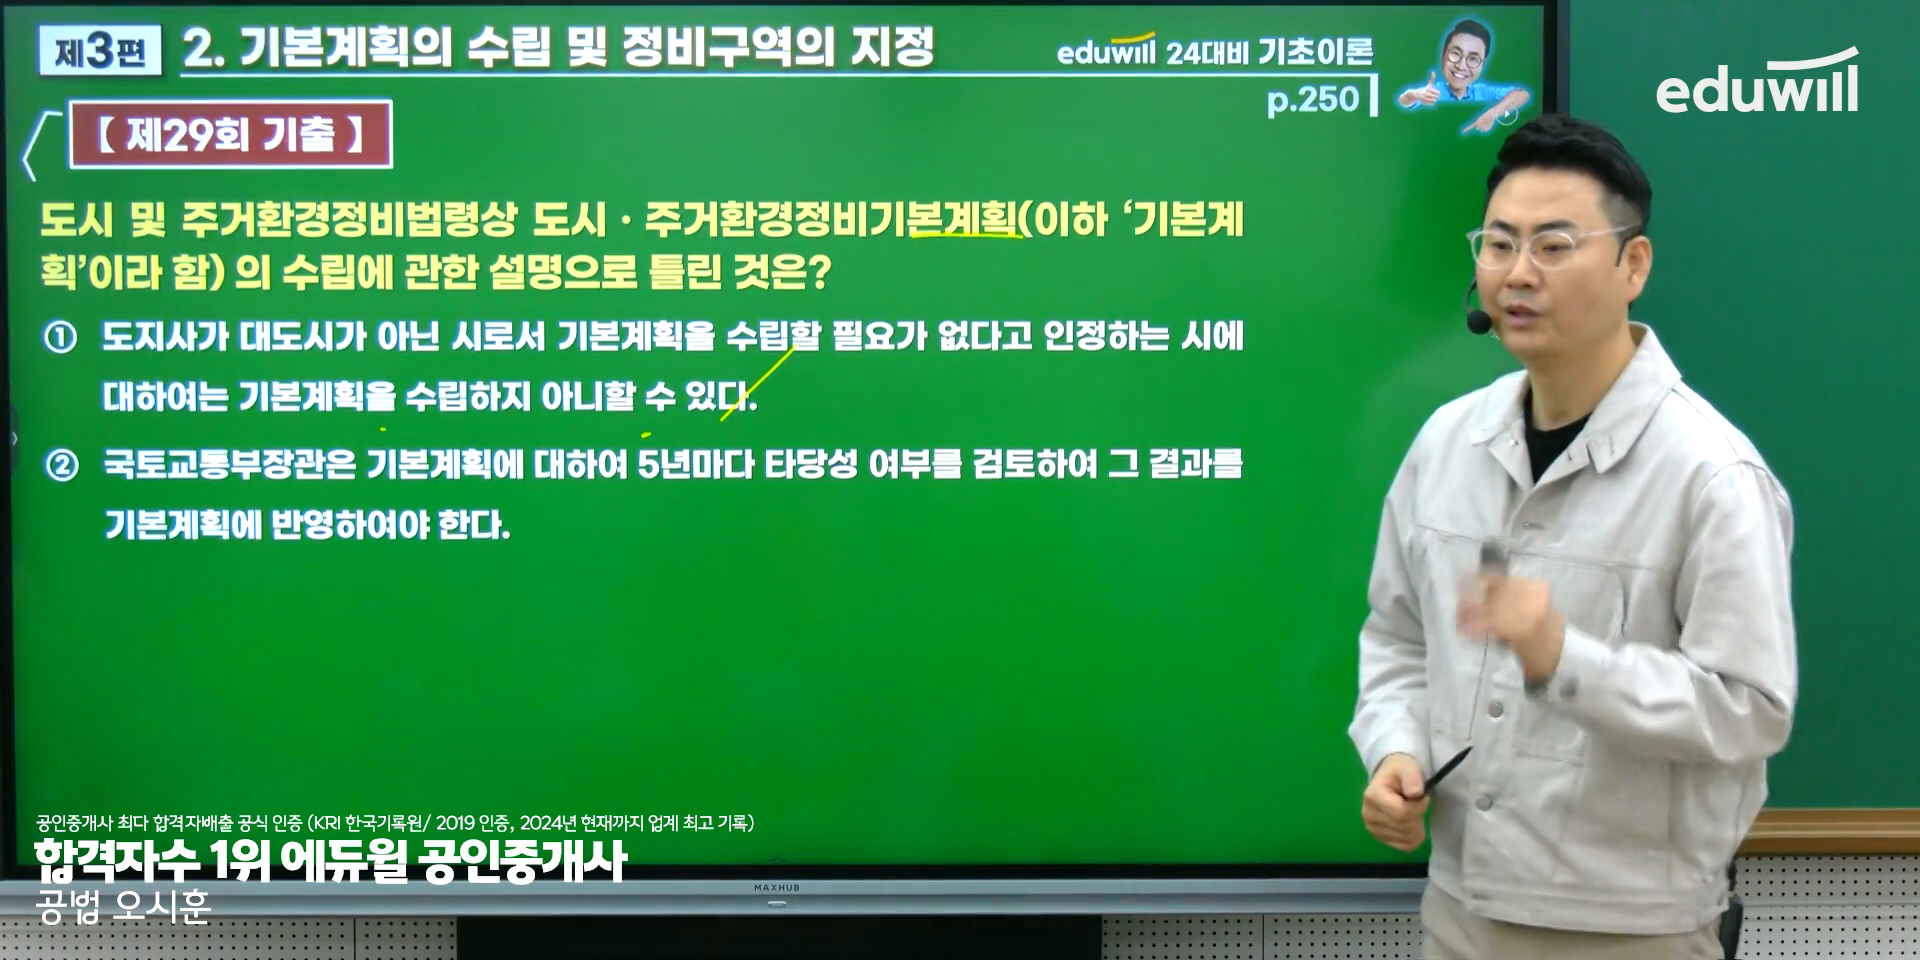 제3편 2. 기본계획의 수립 및 정비구역의 지정
eduwill 24대비 기초이론
p.250
eduwill
【 제29회 기출 】
도시 및 주거환경정비법령상 도시·주거환경정비기본계획(이하 ‘기본계
획’이라 함) 의 수립에 관한 설명으로 틀린 것은?
① 도지사가 대도시가 아닌 시로서 기본계획을 수립할 필요가 없다고 인정하는 시에
대하여는 기본계획을 수립하지 아니할 수 있다.
② 국토교통부장관은 기본계획에 대하여 5년마다 타당성 여부를 검토하여 그 결과를
기본계획에 반영하여야 한다.
공인중개사 최다 합격자배출 공식 인증 (KRI 한국기록원/ 2019 인증, 2024년 현재까지 업계 최고 기록)
합격자수 1위 에듀윌 공인중개사
공법 오시훈
MAXHUB